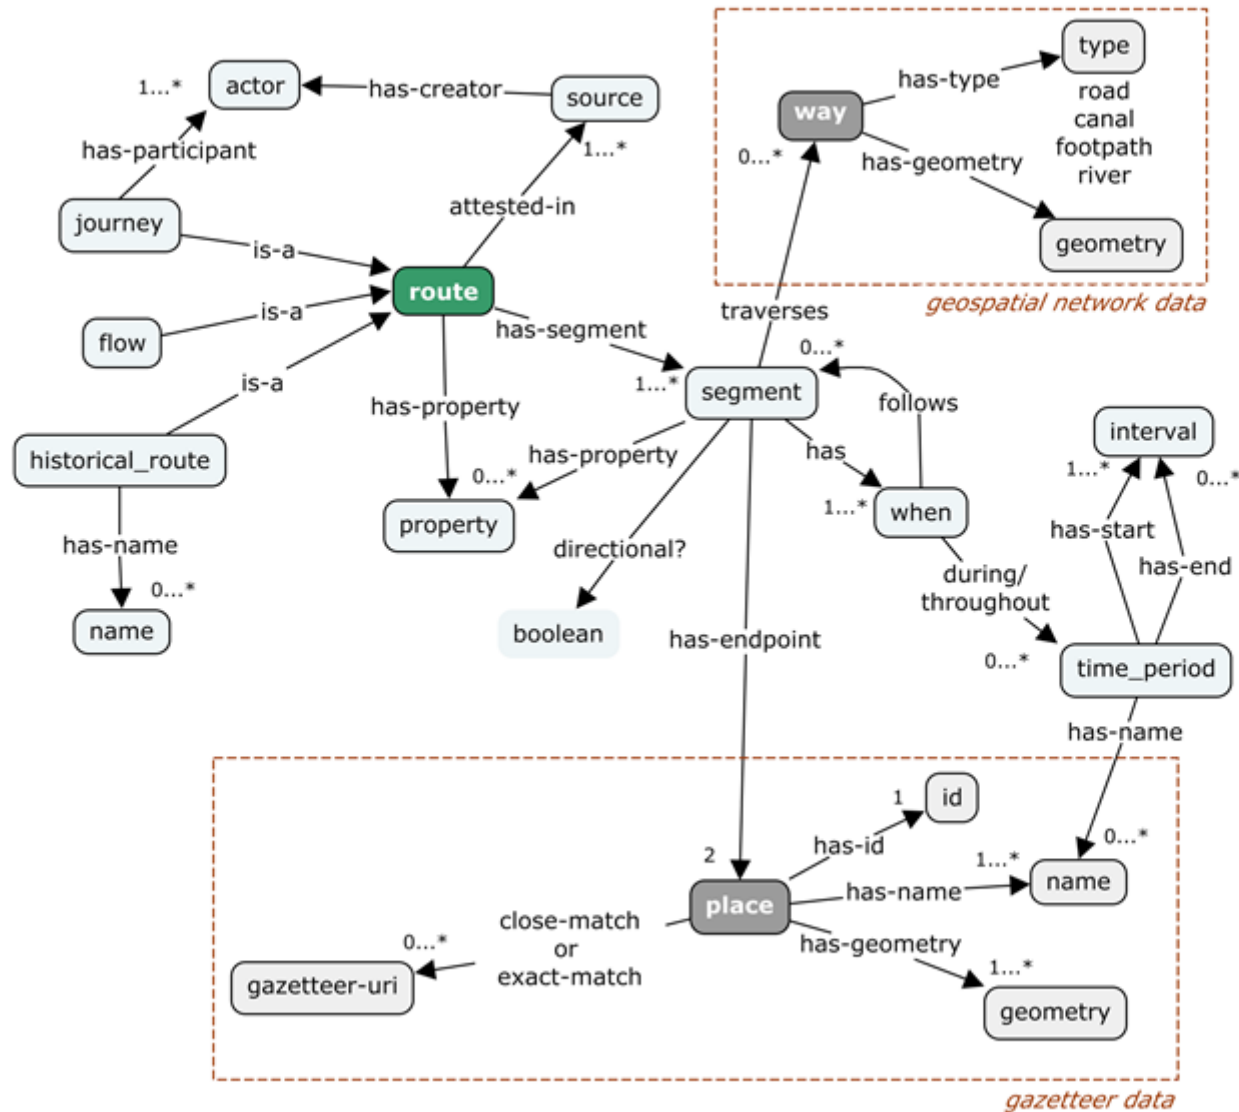 type
1...*
actor
has-creator
source
has-type
road
canal
footpath
river
way
0...*
has-participant
1...*
has-geometry
journey
attested-in
geometry
is-a
route
geospatial network data
flow
is-a
has-segment
traverses
0...*
is-a
1...*
segment
follows
has-property
interval
historical_route
has-property
has
1...*
0...*
0...*
property
1...*
when
has-start
has-name
directional?
has-end
during/
throughout
0...*
name
boolean
has-endpoint
0...*
time_period
has-name
1
id
has-id
0...*
2
1...*
name
has-name
place
close-match
or
exact-match
0...*
has-geometry
1...*
gazetteer-uri
geometry
gazetteer data